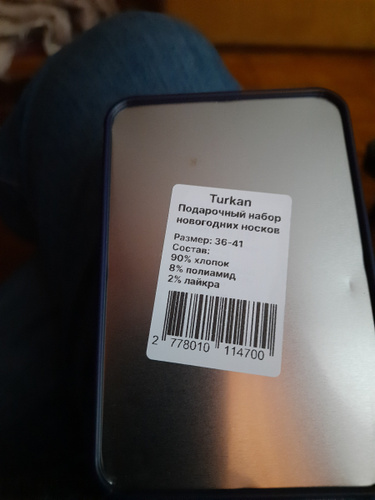 Turkan
Подарочный набор
новогодних носков
Размер: 36-41
Состав:
90% хлопок
8% полиамид
2% лайкра
2 778010 114700